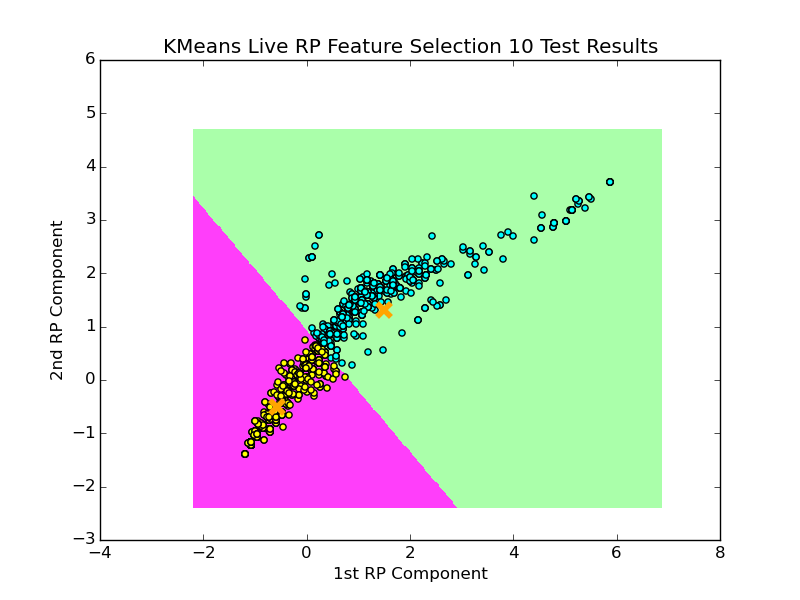 KMeans Live RP Feature Selection 10 Test Results
6
5
4
3
2
1
0
−1
−2
−3
2nd RP Component
−4 −2 0 2 4 6 8
1st RP Component